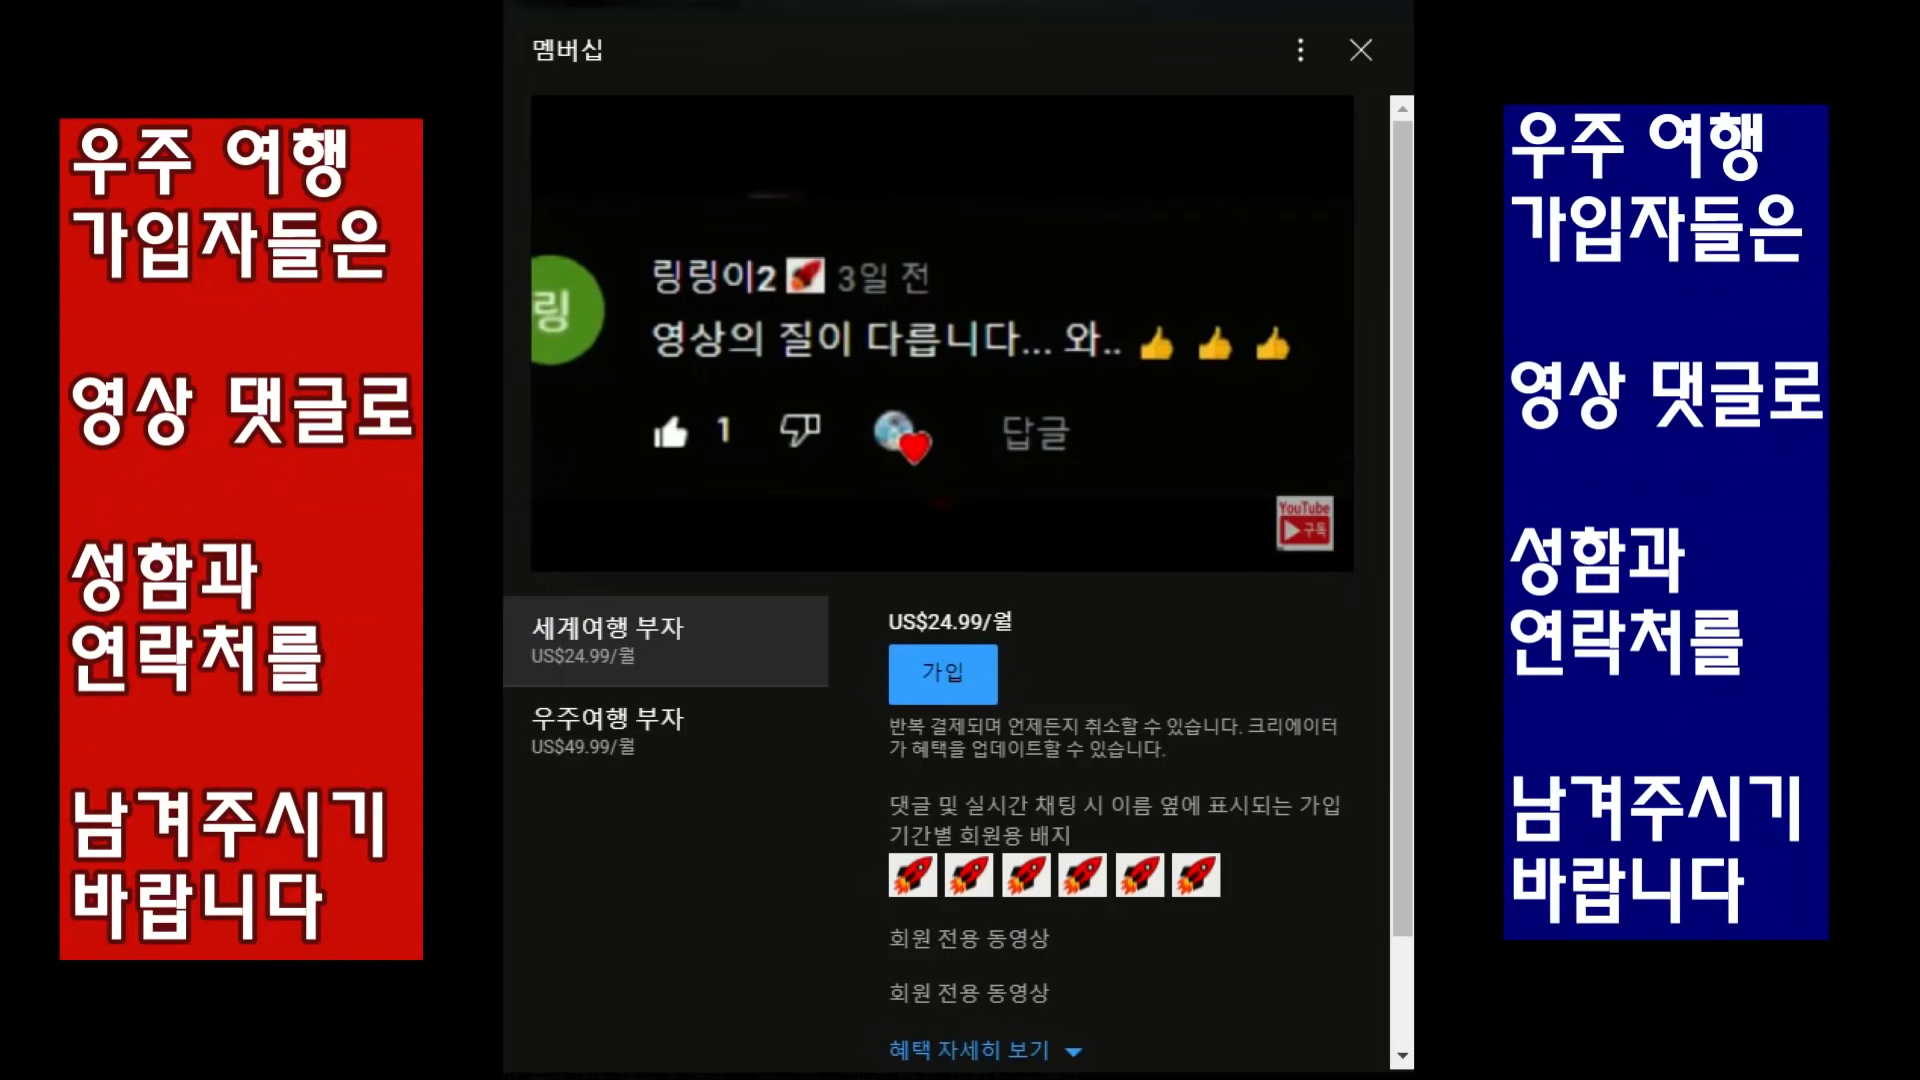 우주 여행
가입자들은
영상 댓글로
성함과
연락처를
남겨주시기
바랍니다
멤버십
링
링링이2 3일 전
영상의 질이 다릅니다... 와..
1
답글
YouTube
구독
세계여행 부자
US$24.99/월
우주여행 부자
US$49.99/월
US$24.99/월
가입
반복 결제되며 언제든지 취소할 수 있습니다. 크리에이터
가 혜택을 업데이트할 수 있습니다.
댓글 및 실시간 채팅 시 이름 옆에 표시되는 가입
기간별 회원용 배지
회원 전용 동영상
회원 전용 동영상
혜택 자세히 보기
우주 여행
가입자들은
영상 댓글로
성함과
연락처를
남겨주시기
바랍니다